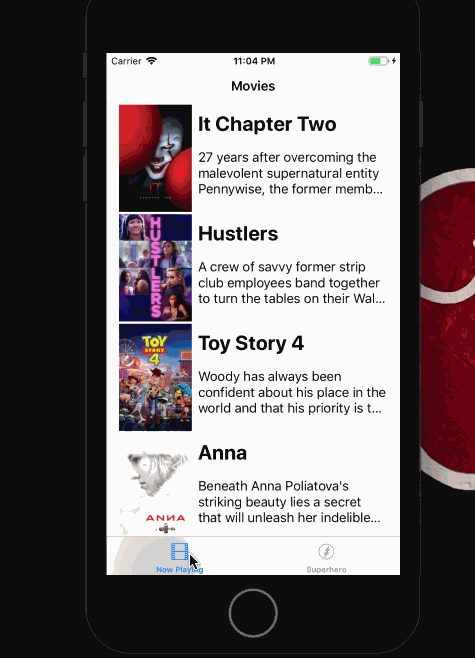 Carrier 11:04 PM
Movies
It Chapter Two
27 years after overcoming the
malevolent supernatural entity
Pennywise, the former memb...
IT
HUSTLERS
Hustlers
A crew of savvy former strip
club employees band together
to turn the tables on their Wal...
TOY
STORY
4
Toy Story 4
Woody has always been
confident about his place in the
world and that his priority is t...
Anna
Beneath Anna Poliatova's
striking beauty lies a secret
that will unleash her indelible...
ANNA
Now Playing
Superhero